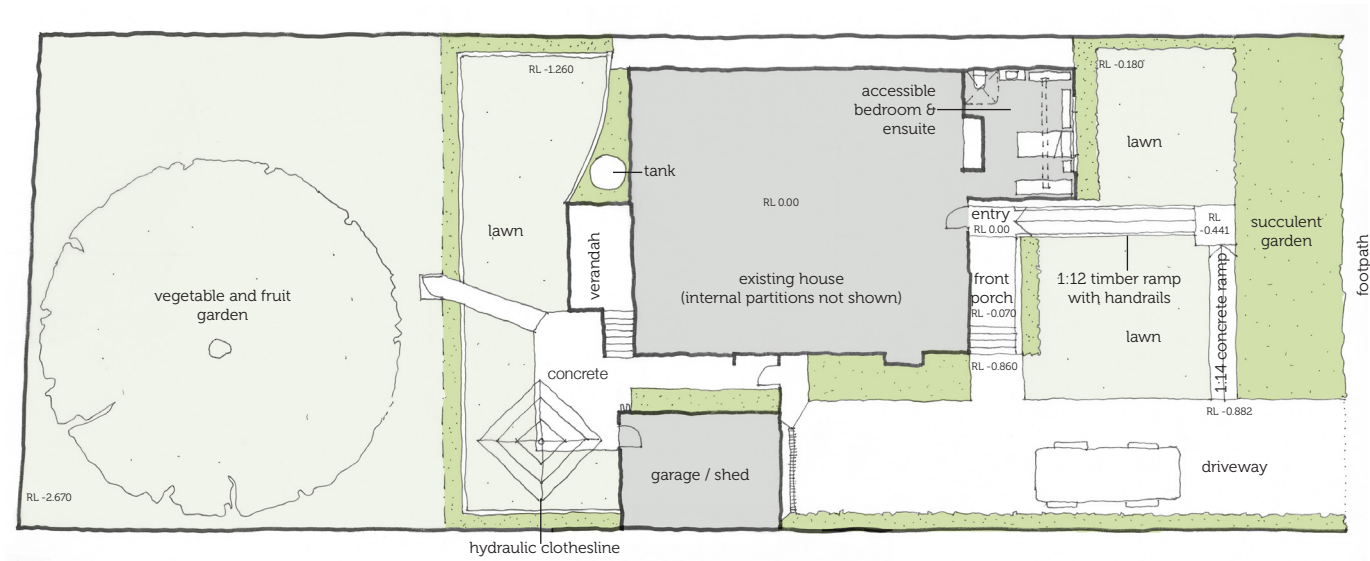 RL -1.260
RL -0.180
accessible
bedroom &
ensuite
lawn
tank
RL 0.00
entry
RL 0.00
RL
-0.441
succulent
garden
lawn
verandah
footpath
vegetable and fruit
garden
existing house
(internal partitions not shown)
front
porch
RL -0.070
1:12 timber ramp
with handrails
1:14 concrete ramp
lawn
concrete
RL -0.860
RL -0.882
garage / shed
driveway
RL -2.670
hydraulic clothesline